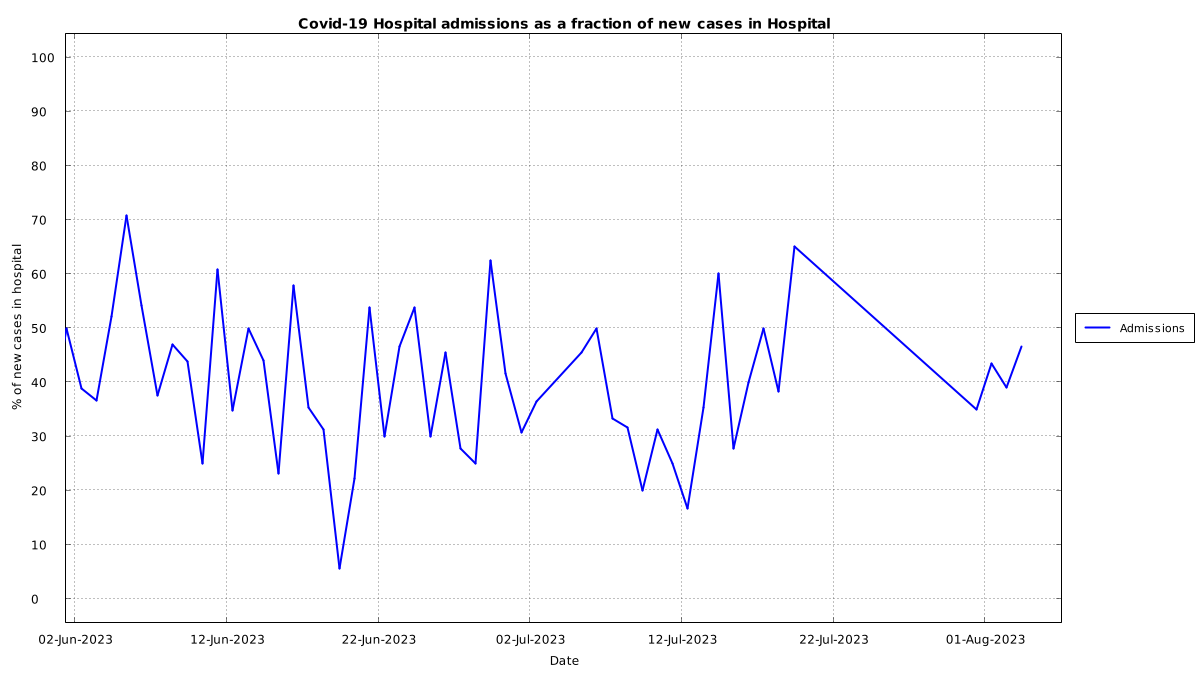 Covid-19 Hospital admissions as a fraction of new cases in Hospital
% of new cases in hospital
100
90
80
70
60
50
40
30
20
10
0
02-Jun-2023
12-Jun-2023
22-Jun-2023
02-Jul-2023
12-Jul-2023
22-Jul-2023
01-Aug-2023
Date
Admissions